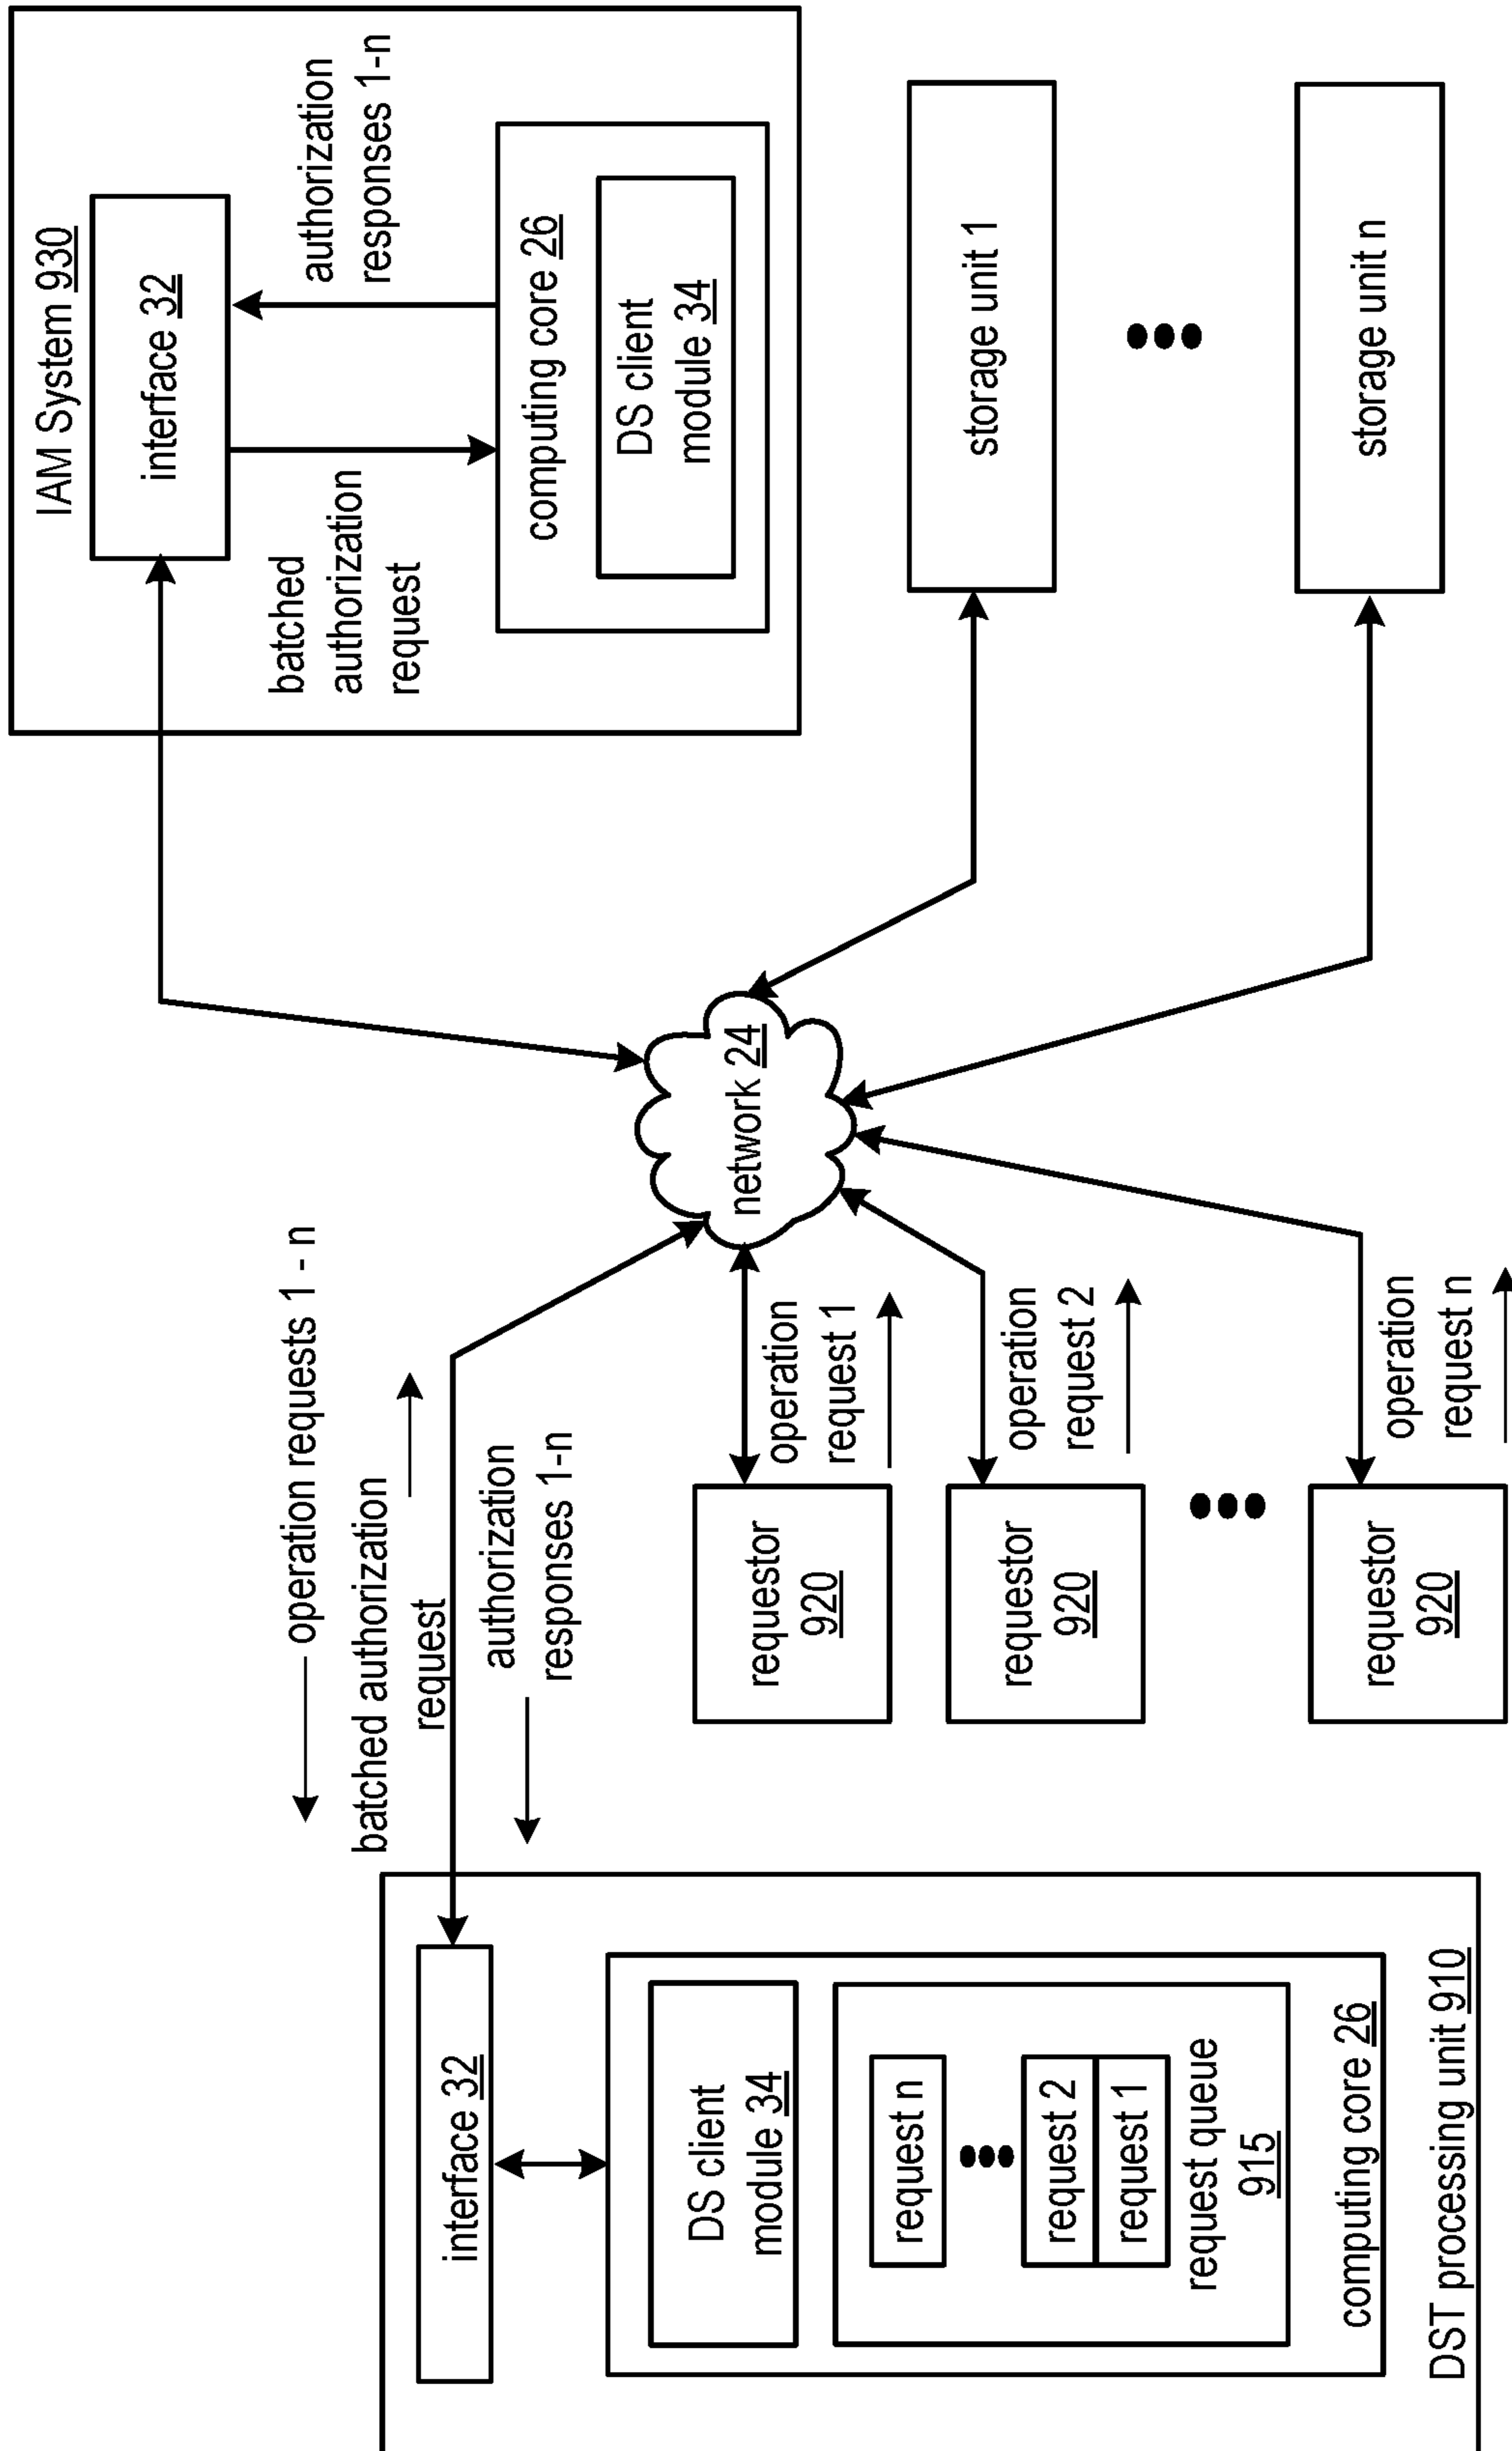 interface 32
DS client
module 34
request n
request 2
request 1
request queue
915
computing core 26
DST processing unit 910
operation requests 1 - n
batched authorization
request
authorization
responses 1-n
requestor
920
operation
request 1
requestor
920
operation
request 2
requestor
920
operation
request n
network 24
IAM System 930
interface 32
batched
authorization
request
authorization
responses 1-n
computing core 26
DS client
module 34
storage unit 1
storage unit n